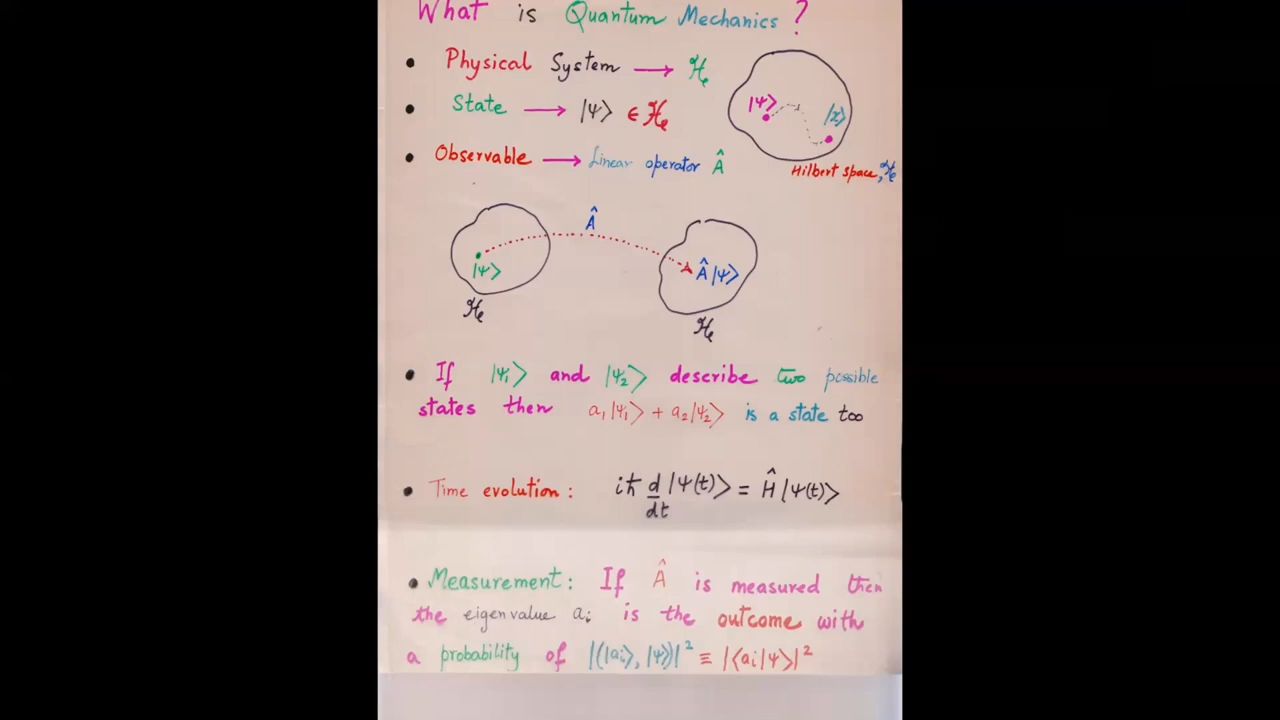 What is Quantum Mechanics ?
• Physical System → ℋ
• State → |Ψ> ∈ ℋ
|Ψ>
|χ>
• Observable → Linear operator Â
Hilbert space, ℋ
Â
|Ψ>
Â|Ψ>
ℋ
ℋ
• If |Ψ₁> and |Ψ₂> describe two possible
states then a₁|Ψ₁> + a₂|Ψ₂> is a state too
• Time evolution : iħ d/dt |Ψ(t)> = Ĥ |Ψ(t)>
• Measurement : If Â is measured then
the eigenvalue aᵢ is the outcome with
a probability of |(|aᵢ>, |Ψ>)|² ≡ |<aᵢ|Ψ>|²